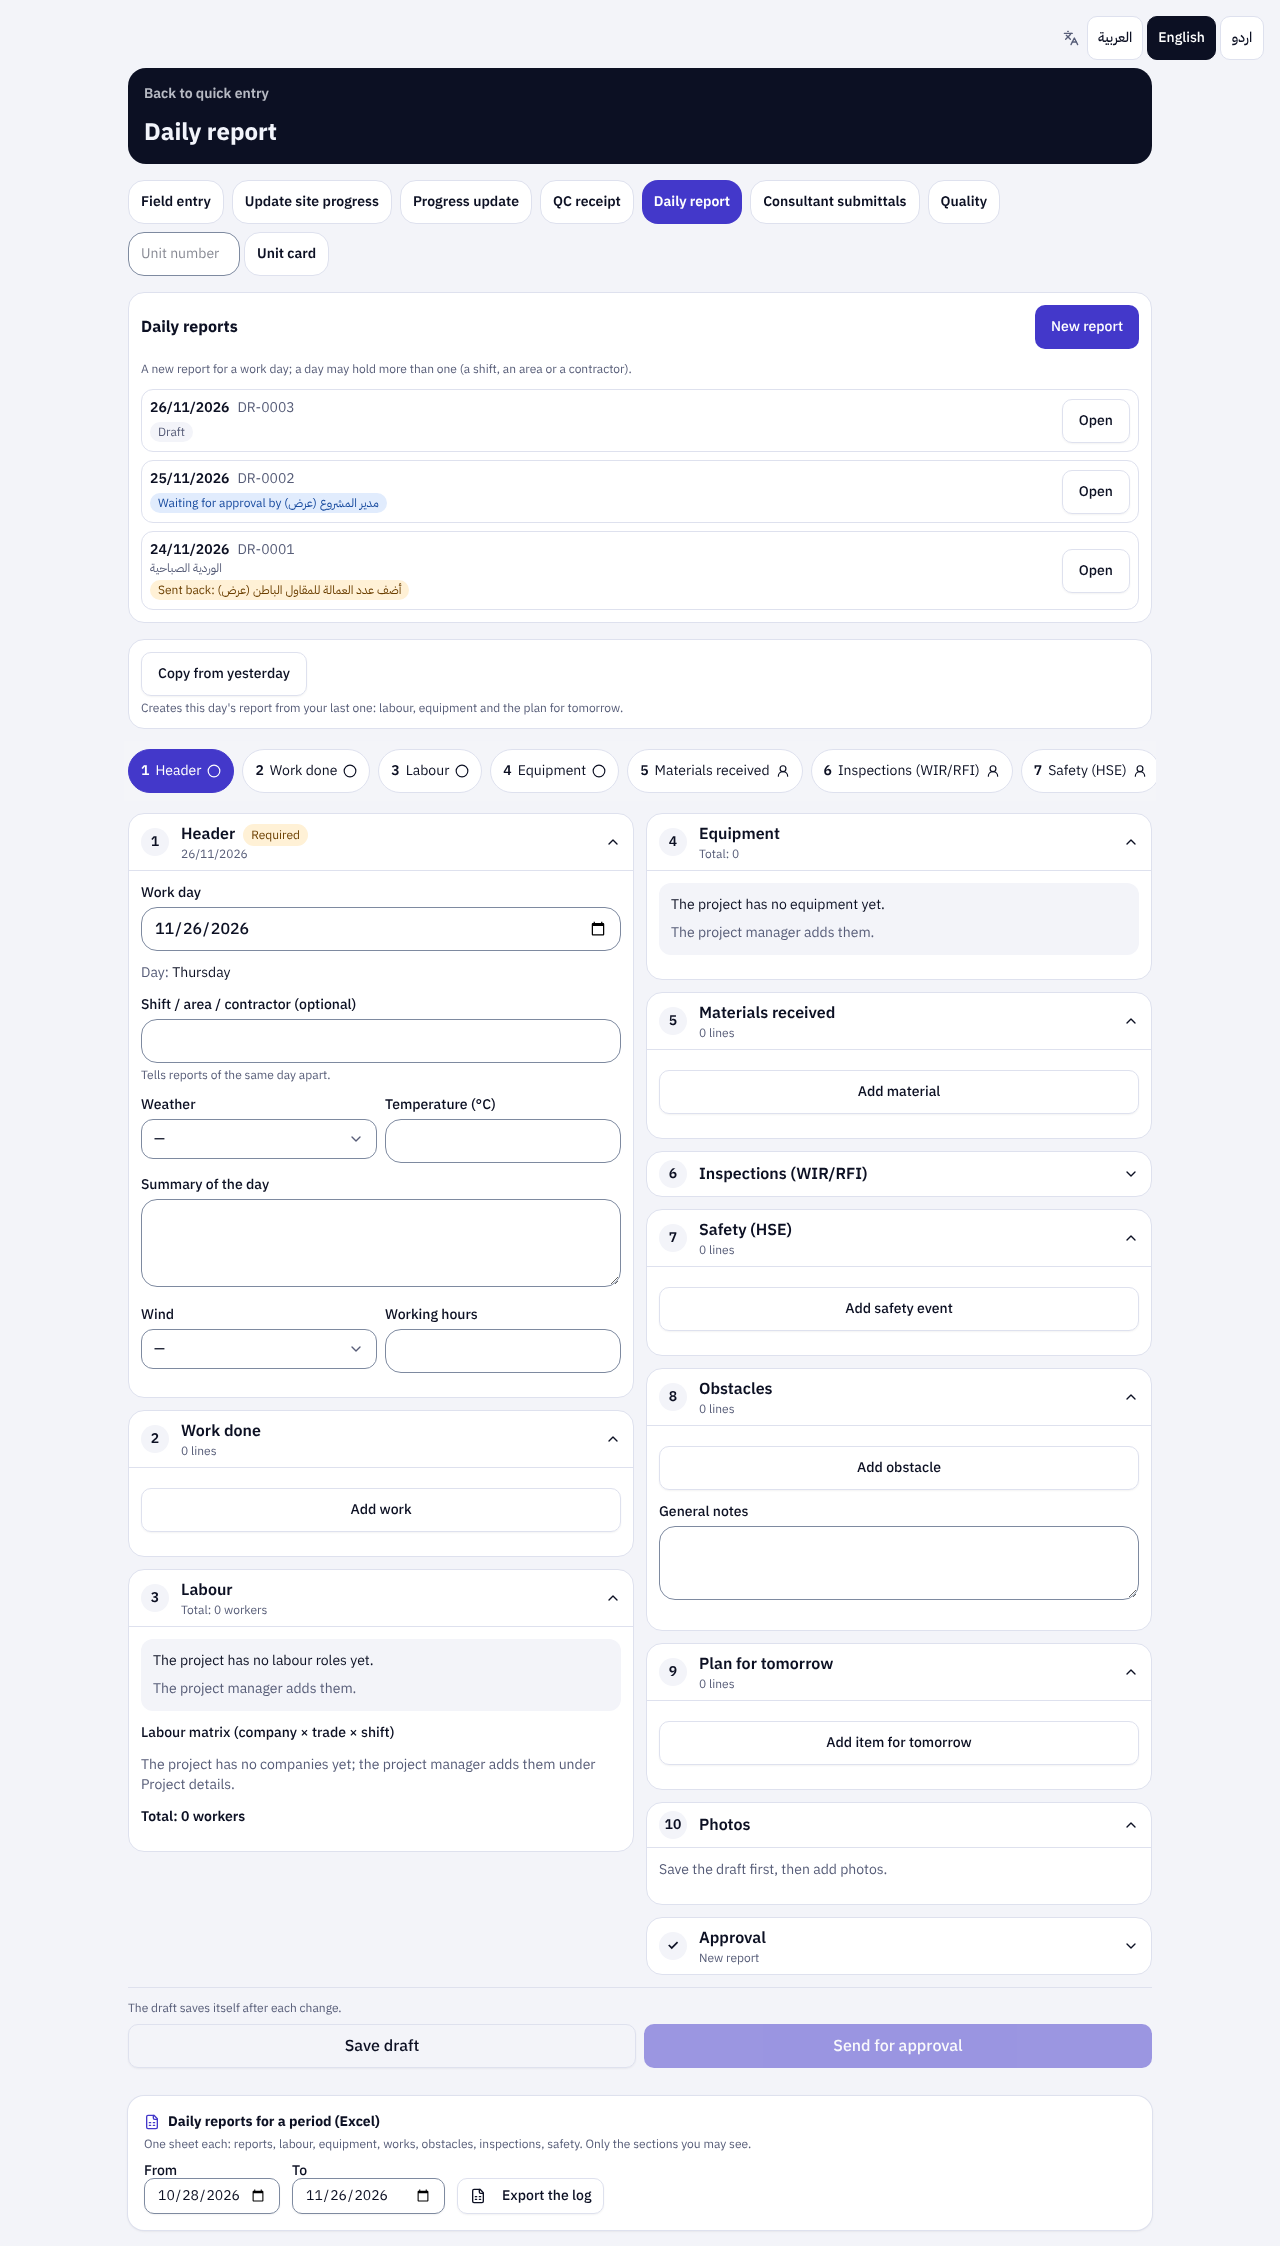 العربية
English
اردو
Back to quick entry
Daily report
Field entry
Update site progress
Progress update
QC receipt
Daily report
Consultant submittals
Quality
Unit number
Unit card
Daily reports
New report
A new report for a work day; a day may hold more than one (a shift, an area or a contractor).
26/11/2026 DR-0003
Draft
Open
25/11/2026 DR-0002
Waiting for approval by مدير المشروع (عرض)
Open
24/11/2026 DR-0001
الوردية الصباحية
Sent back: أضف عدد العمالة للمقاول الباطن (عرض)
Open
Copy from yesterday
Creates this day's report from your last one: labour, equipment and the plan for tomorrow.
1 Header
2 Work done
3 Labour
4 Equipment
5 Materials received
6 Inspections (WIR/RFI)
7 Safety (HSE)
1 Header Required
26/11/2026
Work day
11/26/2026
Day: Thursday
Shift / area / contractor (optional)
Tells reports of the same day apart.
Weather
Temperature (°C)
—
Summary of the day
Wind
Working hours
—
2 Work done
0 lines
Add work
3 Labour
Total: 0 workers
The project has no labour roles yet.
The project manager adds them.
Labour matrix (company × trade × shift)
The project has no companies yet; the project manager adds them under
Project details.
Total: 0 workers
4 Equipment
Total: 0
The project has no equipment yet.
The project manager adds them.
5 Materials received
0 lines
Add material
6 Inspections (WIR/RFI)
7 Safety (HSE)
0 lines
Add safety event
8 Obstacles
0 lines
Add obstacle
General notes
9 Plan for tomorrow
0 lines
Add item for tomorrow
10 Photos
Save the draft first, then add photos.
Approval
New report
The draft saves itself after each change.
Save draft
Send for approval
Daily reports for a period (Excel)
One sheet each: reports, labour, equipment, works, obstacles, inspections, safety. Only the sections you may see.
From
To
10/28/2026
11/26/2026
Export the log